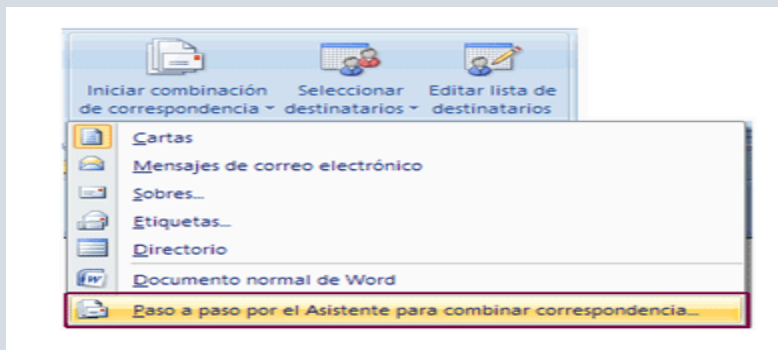 Iniciar combinación
de correspondencia
Seleccionar
destinatarios
Editar lista de
destinatarios
Cartas
Mensajes de correo electrónico
Sobres...
Etiquetas...
Directorio
Documento normal de Word
Paso a paso por el Asistente para combinar correspondencia...